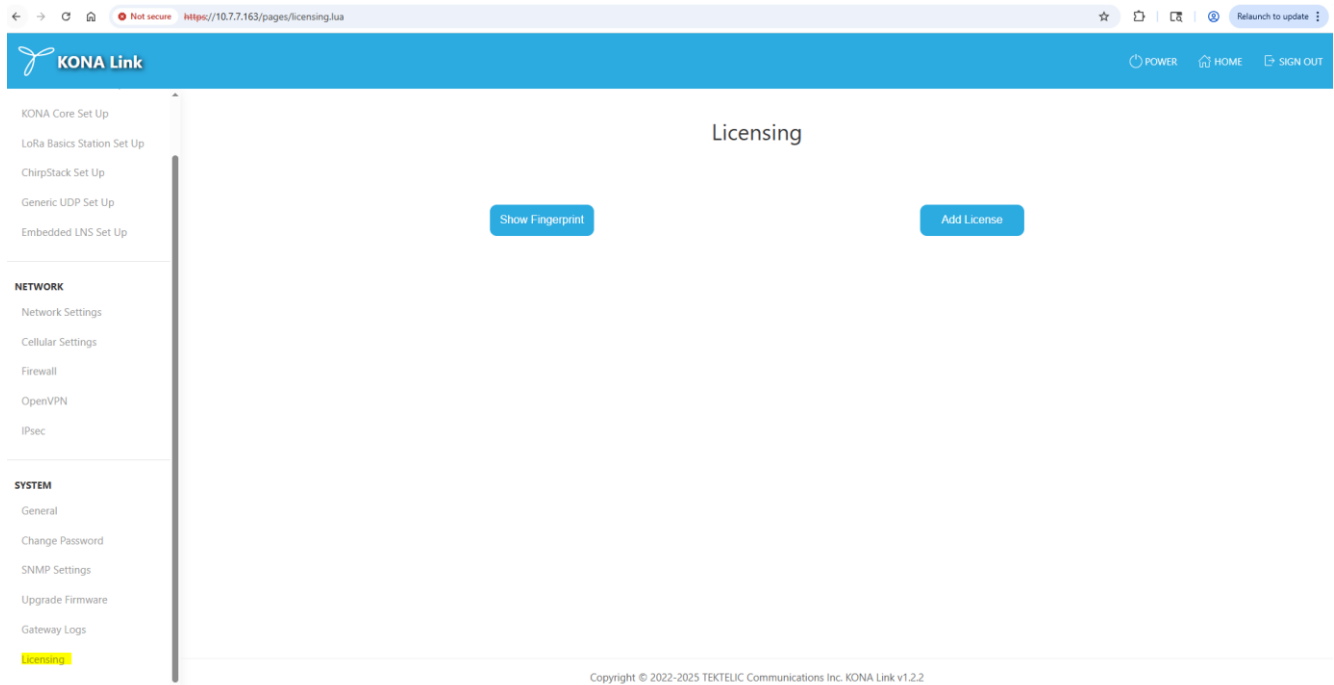 Not secure https://10.7.7.163/pages/licensing.lua Relaunch to update
KONA Link POWER HOME SIGN OUT
KONA Core Set Up
LoRa Basics Station Set Up
ChirpStack Set Up
Generic UDP Set Up
Embedded LNS Set Up
NETWORK
Network Settings
Cellular Settings
Firewall
OpenVPN
IPsec
SYSTEM
General
Change Password
SNMP Settings
Upgrade Firmware
Gateway Logs
Licensing
Licensing
Show Fingerprint Add License
Copyright © 2022-2025 TEKTELIC Communications Inc. KONA Link v1.2.2